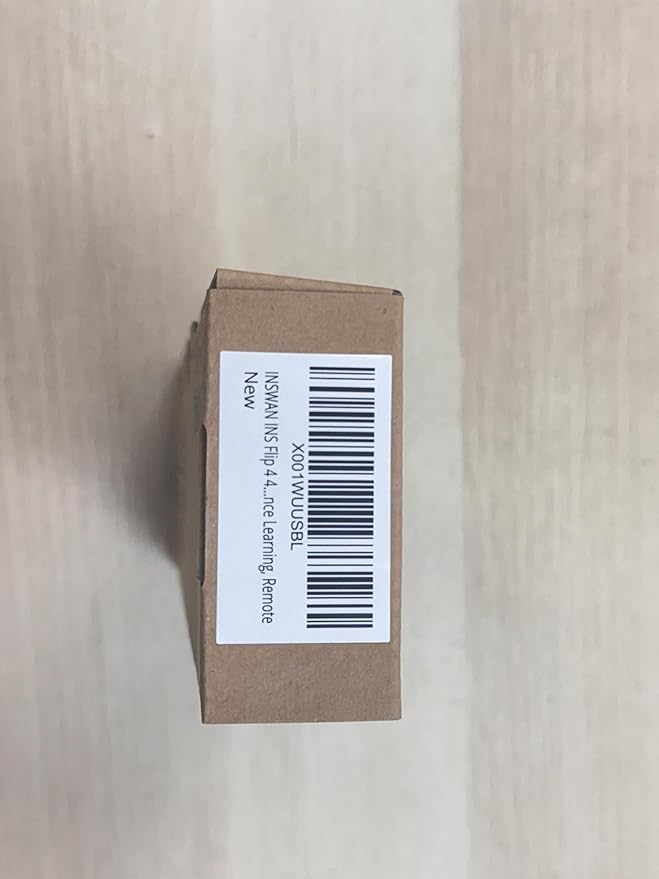 X001WUUSBL
INSWAN INS Flip 4 4...nce Learning, Remote
New